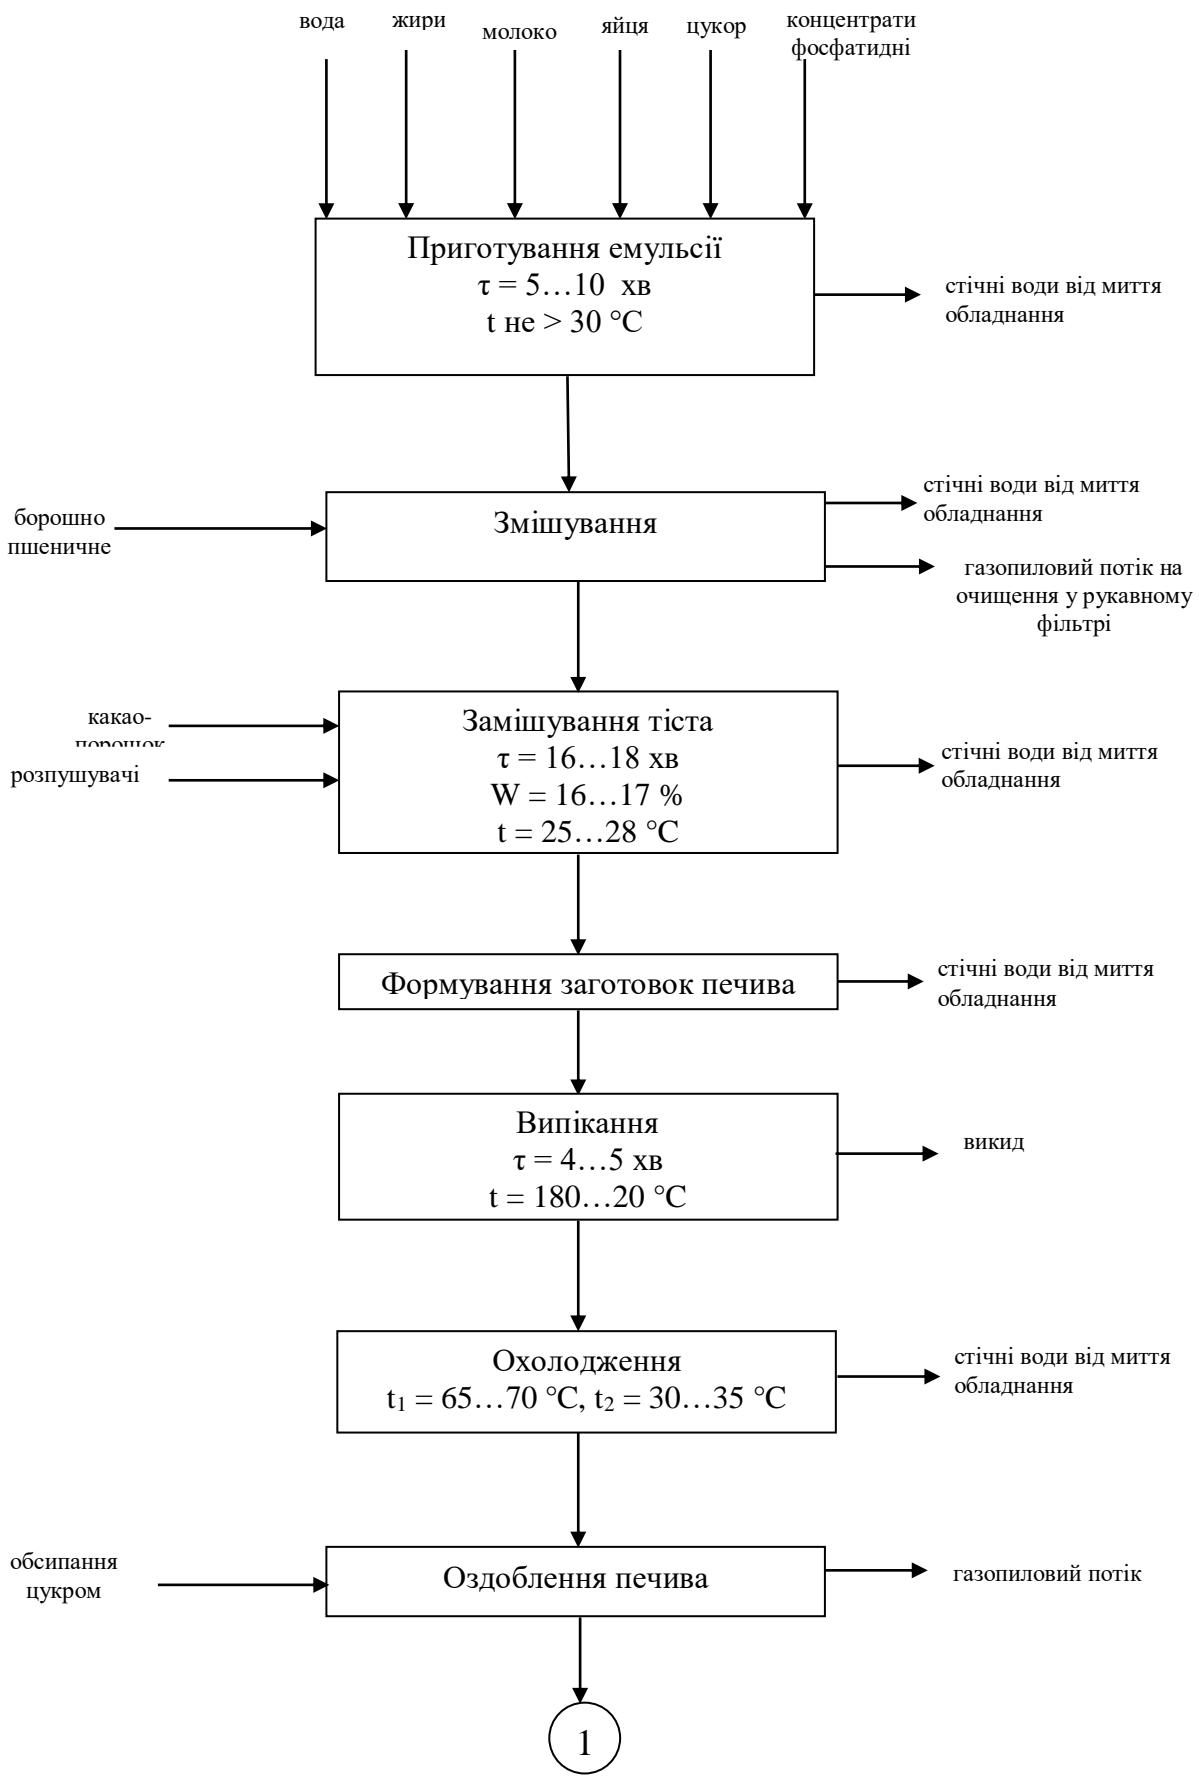 вода
жири
молоко
яйця
цукор
концентрати
фосфатидні
Приготування емульсії
τ = 5…10 хв
t не > 30 °C
стічні води від миття
обладнання
борошно
пшеничне
Змішування
стічні води від миття
обладнання
газопиловий потік на
очищення у рукавному
фільтрі
какао-
порошок
розпушувачі
Замішування тіста
τ = 16…18 хв
W = 16…17 %
t = 25…28 °C
стічні води від миття
обладнання
Формування заготовок печива
стічні води від миття
обладнання
Випікання
τ = 4…5 хв
t = 180…20 °C
викид
Охолодження
t₁ = 65…70 °C, t₂ = 30…35 °C
стічні води від миття
обладнання
обсипання
цукром
Оздоблення печива
газопиловий потік
1